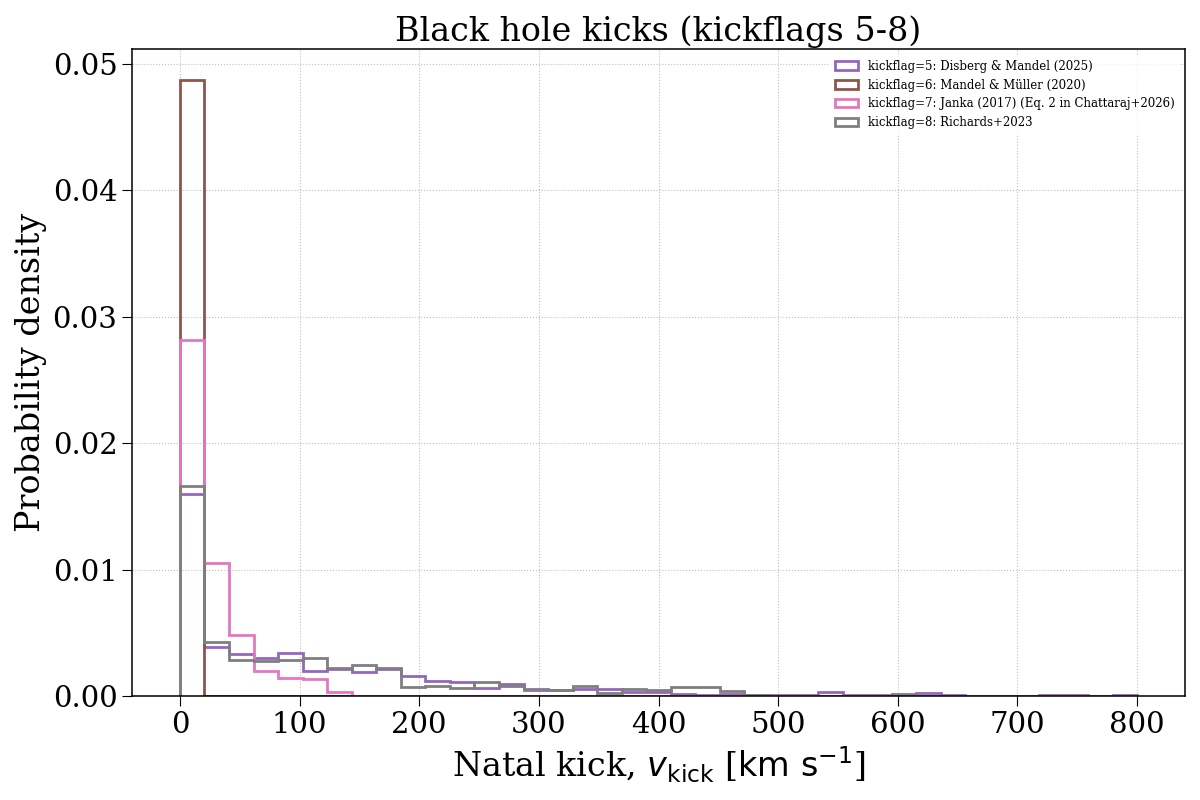 Black hole kicks (kickflags 5-8)
kickflag=5: Disberg & Mandel (2025)
kickflag=6: Mandel & Müller (2020)
kickflag=7: Janka (2017) (Eq. 2 in Chattaraj+2026)
kickflag=8: Richards+2023
Probability density
0.05
0.04
0.03
0.02
0.01
0.00
0 100 200 300 400 500 600 700 800
Natal kick, v_kick [km s⁻¹]